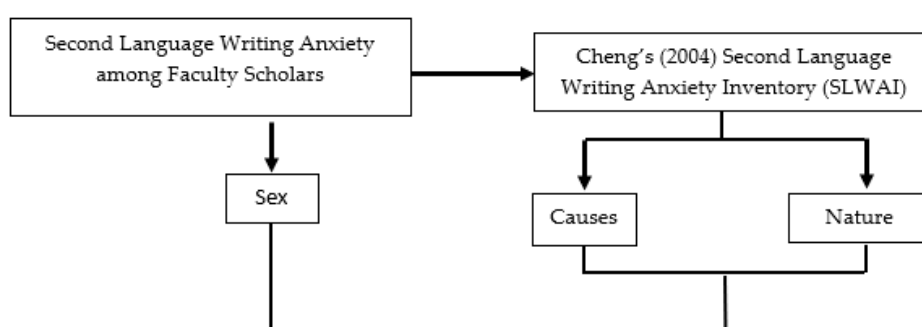 Second Language Writing Anxiety
among Faculty Scholars
Cheng’s (2004) Second Language
Writing Anxiety Inventory (SLWAI)
Sex
Causes
Nature